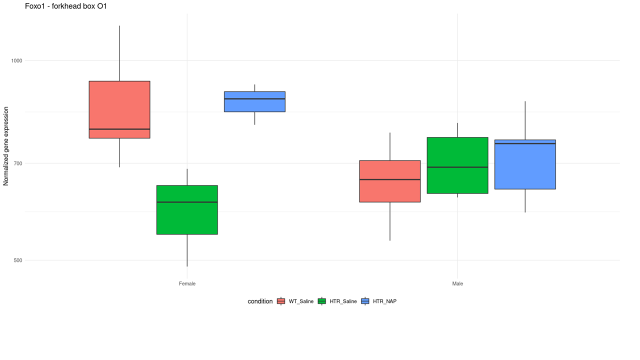 Foxo1 - forkhead box O1
Normalized gene expression
1000
700
500
Female
Male
condition
WT_Saline
HTR_Saline
HTR_NAP